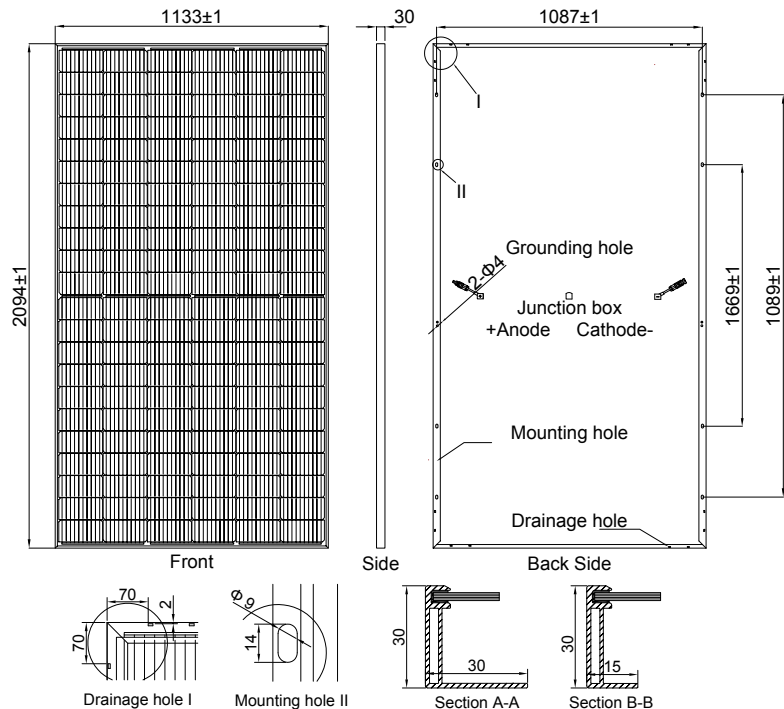 1133±1
30
1087±1
I
II
2094±1
Grounding hole
2-Φ4
Junction box
+Anode Cathode-
1669±1
1089±1
Mounting hole
Drainage hole
Front
Side
Back Side
70
2
70
Drainage hole I
Φ9
14
Mounting hole II
30
30
Section A-A
30
15
Section B-B